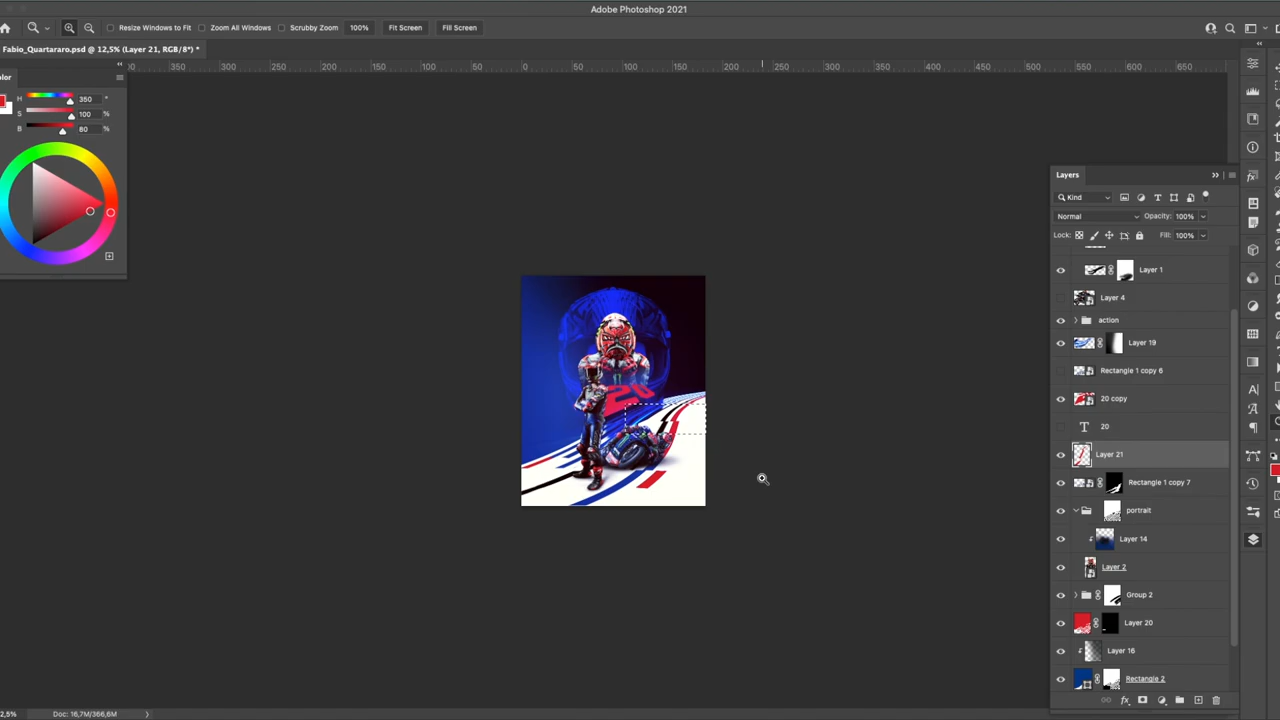 Adobe Photoshop 2021
Resize Windows to Fit Zoom All Windows Scrubby Zoom 100% Fit Screen Fill Screen
Fabio_Quartararo.psd @ 12,5% (Layer 21, RGB/8*) *
350 300 250 200 150 100 50 0 50 100 150 200 250 300 350 400 450 500 550 600 650
olor
H 350 °
S 100 %
B 80 %
Layers
Kind
Normal Opacity: 100%
Lock: Fill: 100%
Layer 1
Layer 4
action
Layer 19
Rectangle 1 copy 6
20 copy
T 20
Layer 21
Rectangle 1 copy 7
portrait
Layer 14
Layer 2
Group 2
Layer 20
Layer 16
Rectangle 2
20
2,5% Doc: 16,7M/366,6M